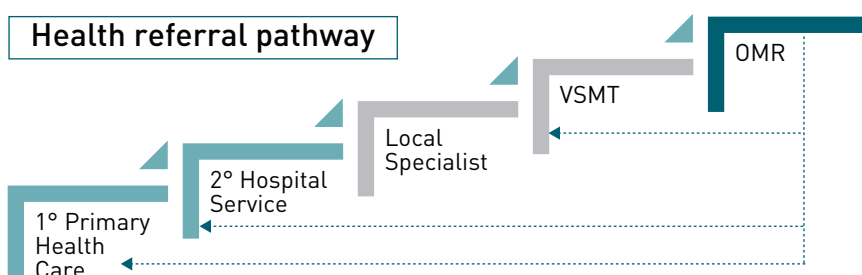 Health referral pathway
OMR
VSMT
Local
Specialist
2° Hospital
Service
1° Primary
Health
Care